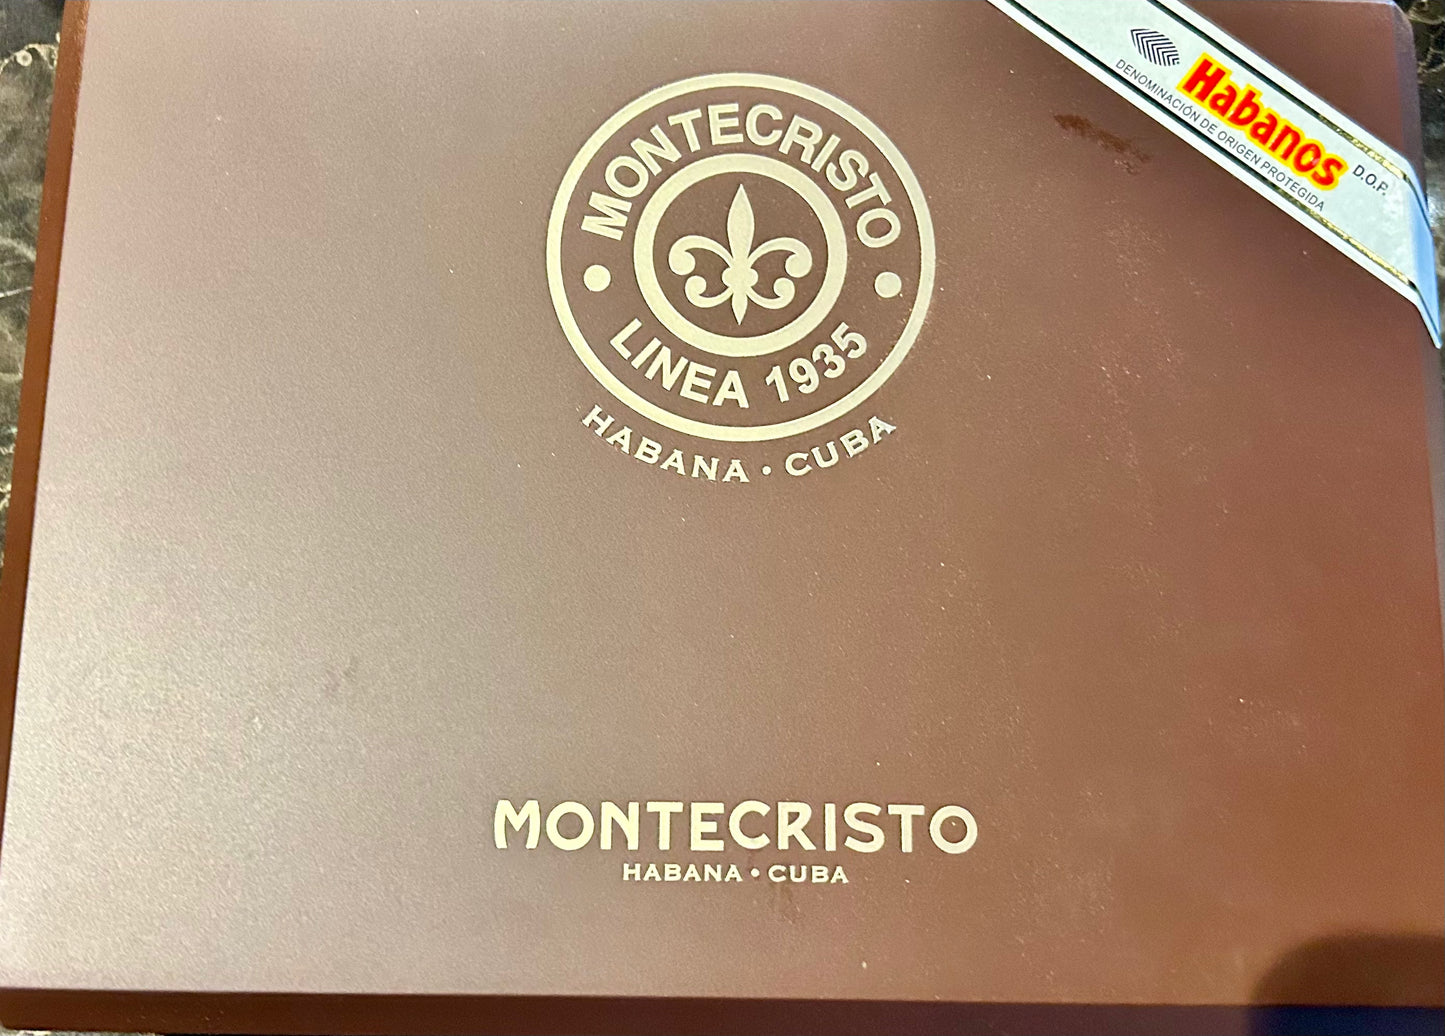 Habanos D.O.P.
DENOMINACIÓN DE ORIGEN PROTEGIDA
MONTECRISTO
LINEA 1935
HABANA • CUBA
MONTECRISTO
HABANA • CUBA